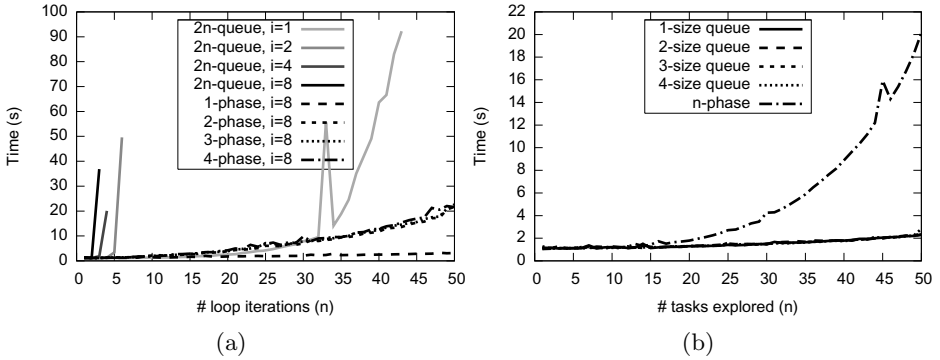 100
90
80
70
60
50
40
30
20
10
0
Time (s)
2n-queue, i=1
2n-queue, i=2
2n-queue, i=4
2n-queue, i=8
1-phase, i=8
2-phase, i=8
3-phase, i=8
4-phase, i=8
0 5 10 15 20 25 30 35 40 45 50
# loop iterations (n)
(a)
22
20
18
16
14
12
10
8
6
4
2
0
Time (s)
1-size queue
2-size queue
3-size queue
4-size queue
n-phase
0 5 10 15 20 25 30 35 40 45 50
# tasks explored (n)
(b)